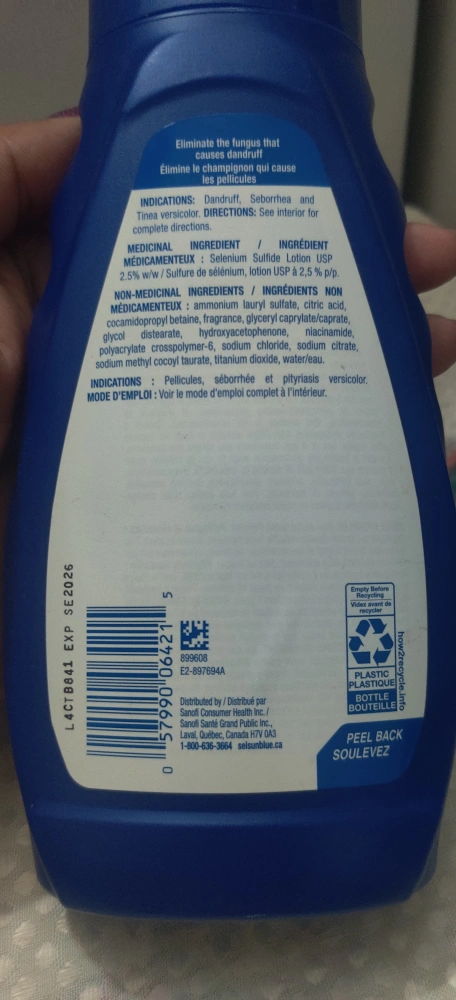 Eliminate the fungus that
causes dandruff
Élimine le champignon qui cause
les pellicules
INDICATIONS: Dandruff, Seborrhea and
Tinea versicolor. DIRECTIONS: See interior for
complete directions.
MEDICINAL INGREDIENT / INGRÉDIENT
MÉDICAMENTEUX : Selenium Sulfide Lotion USP
2.5% w/w / Sulfure de sélénium, lotion USP à 2,5 % p/p.
NON-MEDICINAL INGREDIENTS / INGRÉDIENTS NON
MÉDICAMENTEUX : ammonium lauryl sulfate, citric acid,
cocamidopropyl betaine, fragrance, glyceryl caprylate/caprate,
glycol distearate, hydroxyacetophenone, niacinamide,
polyacrylate crosspolymer-6, sodium chloride, sodium citrate,
sodium methyl cocoyl taurate, titanium dioxide, water/eau.
INDICATIONS : Pellicules, séborrhée et pityriasis versicolor.
MODE D'EMPLOI : Voir le mode d'emploi complet à l'intérieur.
L4CTB841 EXP SE2026
0 57990 06421 5
899608
E2-897694A
Distributed by / Distribué par
Sanofi Consumer Health Inc. /
Sanofi Santé Grand Public Inc.,
Laval, Québec, Canada H7V 0A3
1-800-636-3664 selsunblue.ca
Empty Before
Recycling
Videz avant de
recycler
PLASTIC
PLASTIQUE
BOTTLE
BOUTEILLE
how2recycle.info
PEEL BACK
SOULEVEZ